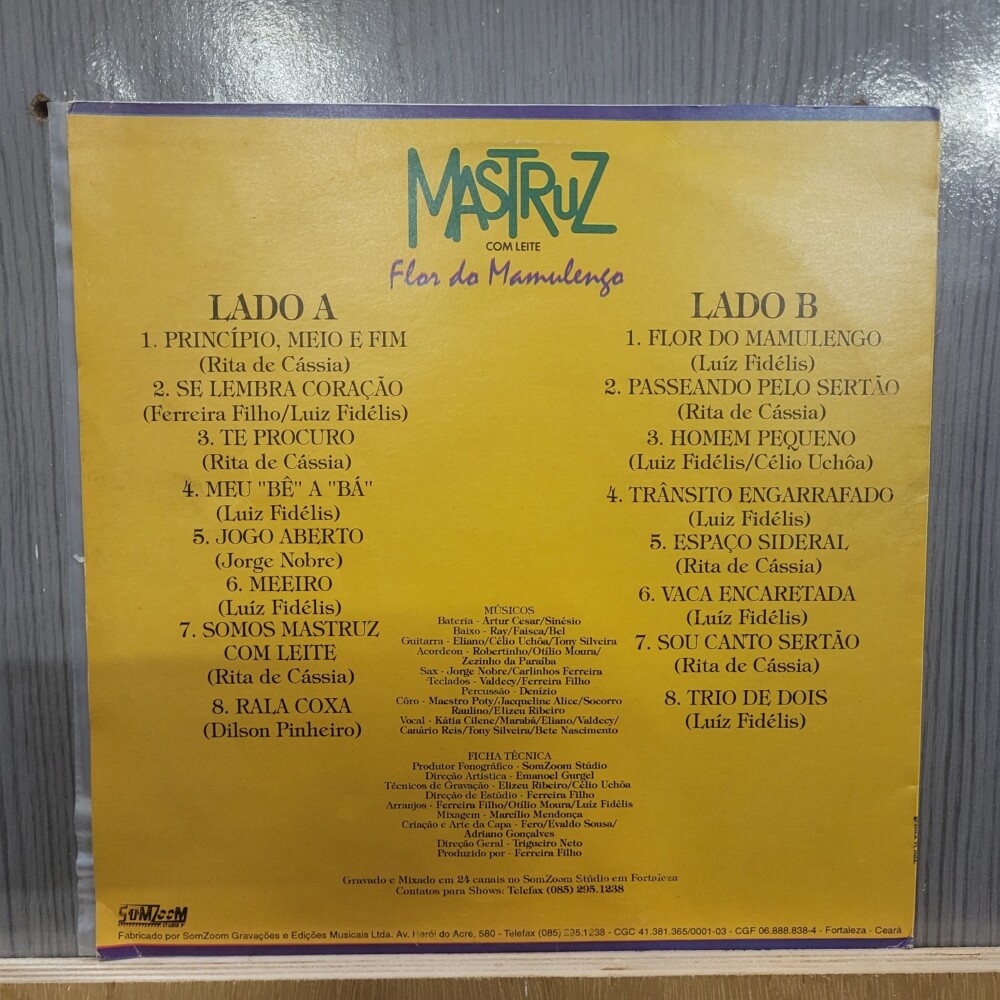 MASTRUZ
COM LEITE
Flor do Mamulengo
LADO A
1. PRINCÍPIO, MEIO E FIM
(Rita de Cássia)
2. SE LEMBRA CORAÇÃO
(Ferreira Filho/Luiz Fidélis)
3. TE PROCURO
(Rita de Cássia)
4. MEU "BÊ" A "BÁ"
(Luiz Fidélis)
5. JOGO ABERTO
(Jorge Nobre)
6. MEEIRO
(Luíz Fidélis)
7. SOMOS MASTRUZ
COM LEITE
(Rita de Cássia)
8. RALA COXA
(Dilson Pinheiro)
LADO B
1. FLOR DO MAMULENGO
(Luíz Fidélis)
2. PASSEANDO PELO SERTÃO
(Rita de Cássia)
3. HOMEM PEQUENO
(Luiz Fidélis/Célio Uchôa)
4. TRÂNSITO ENGARRAFADO
(Luiz Fidélis)
5. ESPAÇO SIDERAL
(Rita de Cássia)
6. VACA ENCARETADA
(Luíz Fidélis)
7. SOU CANTO SERTÃO
(Rita de Cássia)
8. TRIO DE DOIS
(Luíz Fidélis)
MÚSICOS
Bateria - Artur Cesar/Sinésio
Baixo - Ray/Faisca/Bel
Guitarra - Eliano/Célio Uchôa/Tony Silveira
Acordeon - Robertinho/Otílio Moura/
Zezinho da Paraíba
Sax - Jorge Nobre/Carlinhos Ferreira
Teclados - Valdecy/Ferreira Filho
Percussão - Denízio
Côro - Maestro Poty/Jacqueline Alice/Socorro
Raulino/Elizeu Ribeiro
Vocal - Kátia Cilene/Marabá/Eliano/Valdecy/
Canário Reis/Tony Silveira/Bete Nascimento
FICHA TÉCNICA
Produtor Fonográfico - SomZoom Stúdio
Direção Artística - Emanoel Gurgel
Técnicos de Gravação - Elizeu Ribeiro/Célio Uchôa
Direção de Estúdio - Ferreira Filho
Arranjos - Ferreira Filho/Otílio Moura/Luíz Fidélis
Mixagem - Marcílio Mendonça
Criação e Arte da Capa - Fero/Evaldo Sousa/
Adriano Gonçalves
Direção Geral - Trigueiro Neto
Produzido por - Ferreira Filho
Gravado e Mixado em 24 canais no SomZoom Stúdio em Fortaleza
Contatos para Shows: Telefax (085) 295.1238
SOMZOOM
Fabricado por SomZoom Gravações e Edições Musicais Ltda. Av. Herói do Acre, 580 - Telefax (085) 295.1238 - CGC 41.381.365/0001-03 - CGF 06.888.838-4 - Fortaleza - Ceará